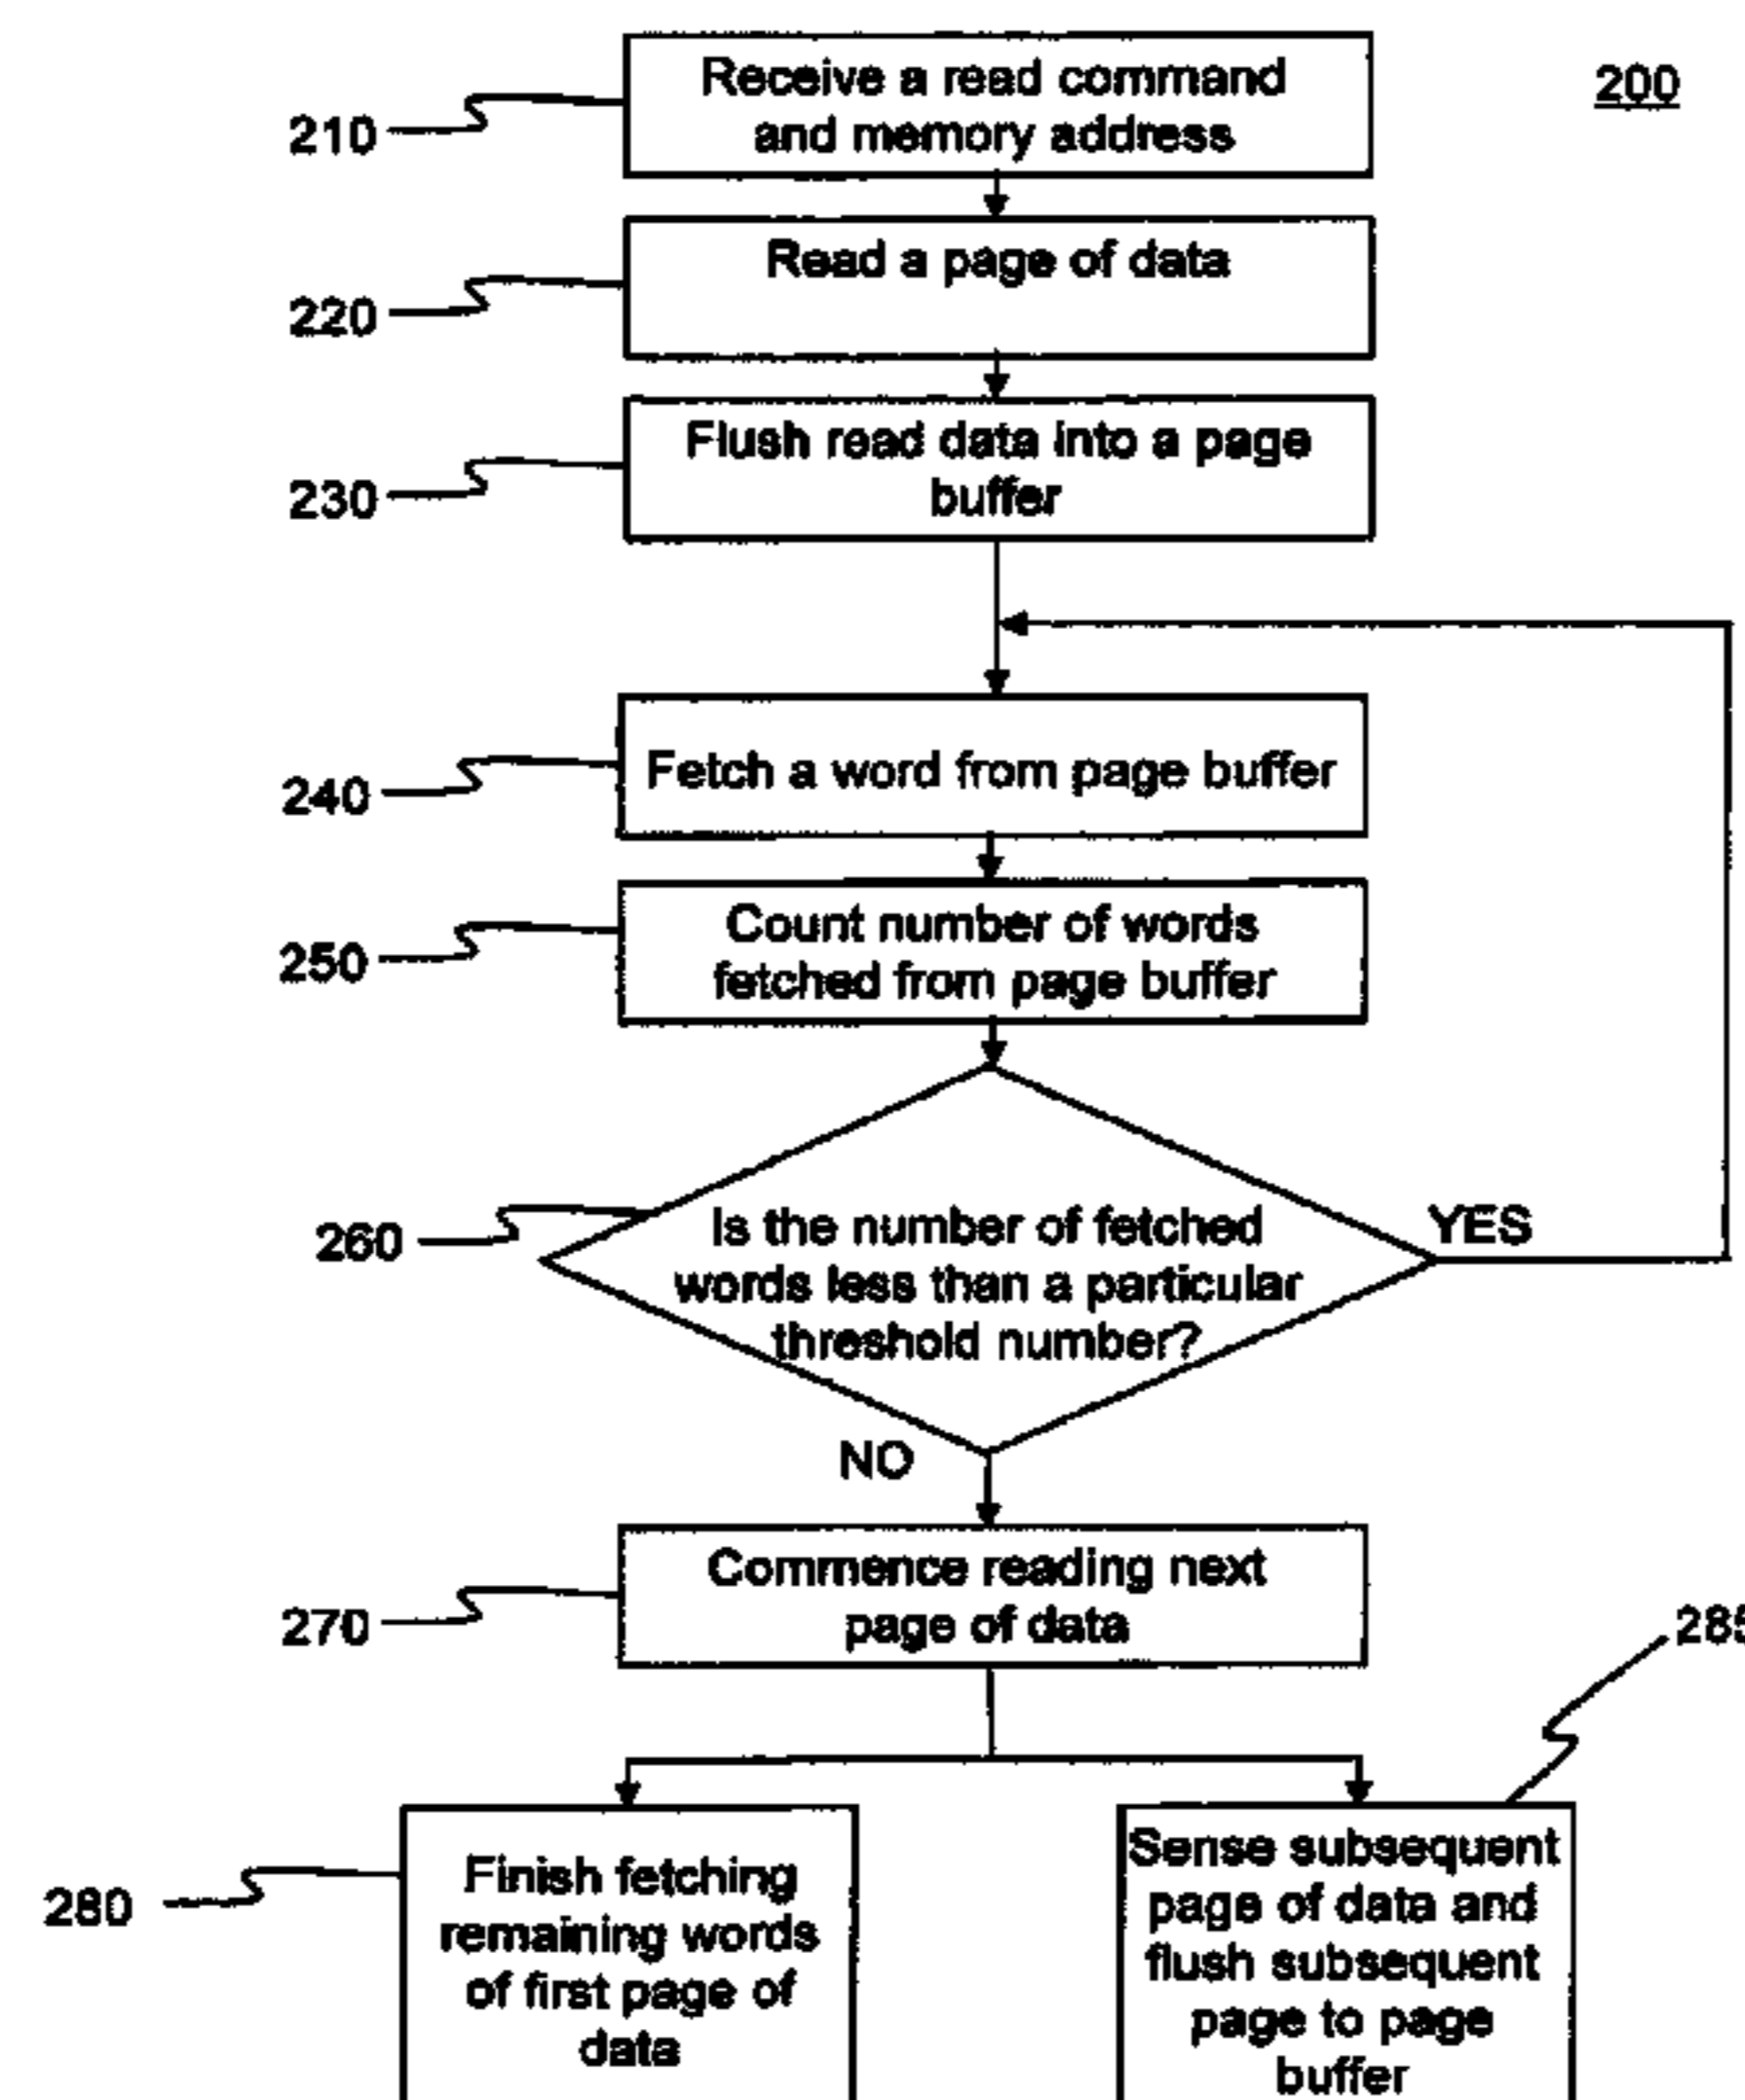 200
Receive a read command
and memory address
210
Read a page of data
220
Flush read data into a page
buffer
230
Fetch a word from page buffer
240
Count number of words
fetched from page buffer
250
Is the number of fetched
words less than a particular
threshold number?
260
YES
NO
Commence reading next
page of data
270
285
Finish fetching
remaining words
of first page of
data
280
Sense subsequent
page of data and
flush subsequent
page to page
buffer